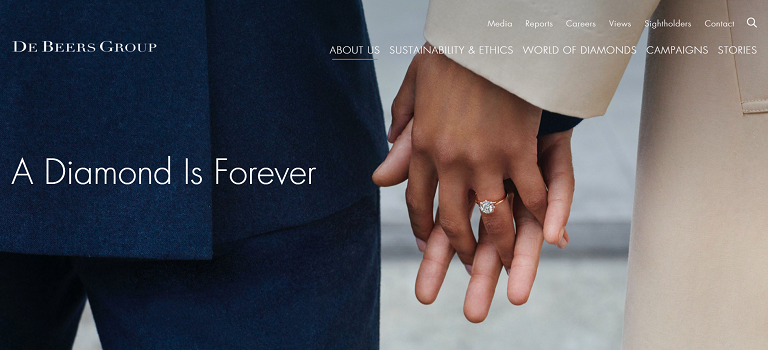 Media Reports Careers Views Sightholders Contact
DE BEERS GROUP
ABOUT US SUSTAINABILITY & ETHICS WORLD OF DIAMONDS CAMPAIGNS STORIES
A Diamond Is Forever